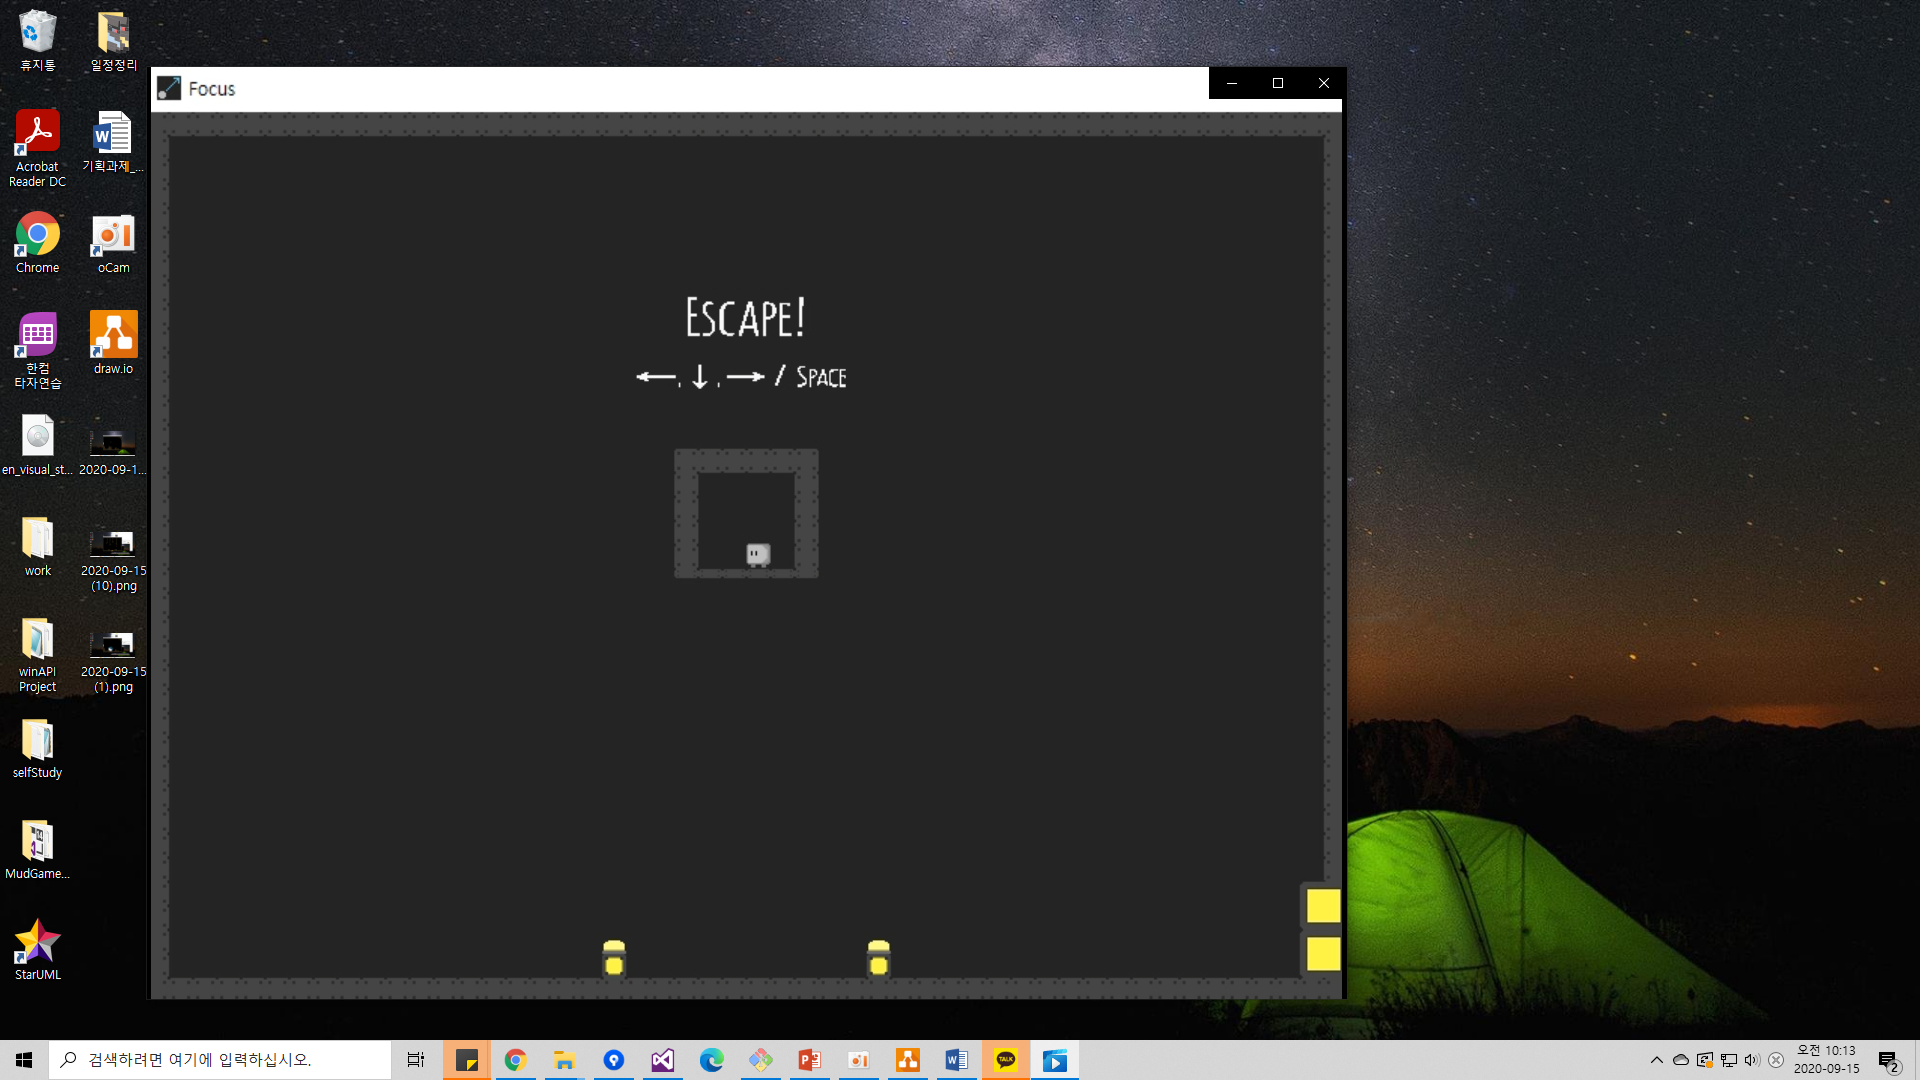 휴지통
일정정리
Focus
Acrobat
Reader DC
기획과제_...
Chrome
oCam
ESCAPE!
←, ↓, → / SPACE
한컴
타자연습
draw.io
en_visual_st...
2020-09-1...
work
2020-09-15
(10).png
winAPI
Project
2020-09-15
(1).png
selfStudy
MudGame...
StarUML
검색하려면 여기에 입력하십시오.
TALK
오전 10:13
2020-09-15
2